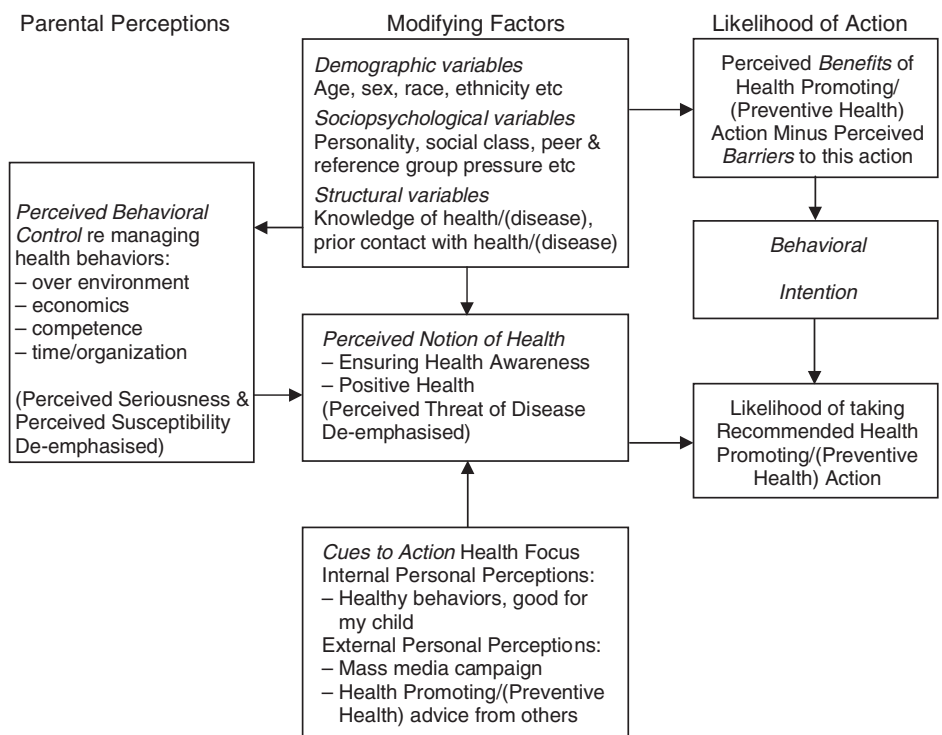 Parental Perceptions
Modifying Factors
Likelihood of Action
Demographic variables
Age, sex, race, ethnicity etc
Sociopsychological variables
Personality, social class, peer &
reference group pressure etc
Structural variables
Knowledge of health/(disease),
prior contact with health/(disease)
Perceived Benefits of
Health Promoting/
(Preventive Health)
Action Minus Perceived
Barriers to this action
Perceived Behavioral
Control re managing
health behaviors:
– over environment
– economics
– competence
– time/organization
(Perceived Seriousness &
Perceived Susceptibility
De-emphasised)
Behavioral
Intention
Perceived Notion of Health
– Ensuring Health Awareness
– Positive Health
(Perceived Threat of Disease
De-emphasised)
Likelihood of taking
Recommended Health
Promoting/(Preventive
Health) Action
Cues to Action Health Focus
Internal Personal Perceptions:
– Healthy behaviors, good for
my child
External Personal Perceptions:
– Mass media campaign
– Health Promoting/(Preventive
Health) advice from others